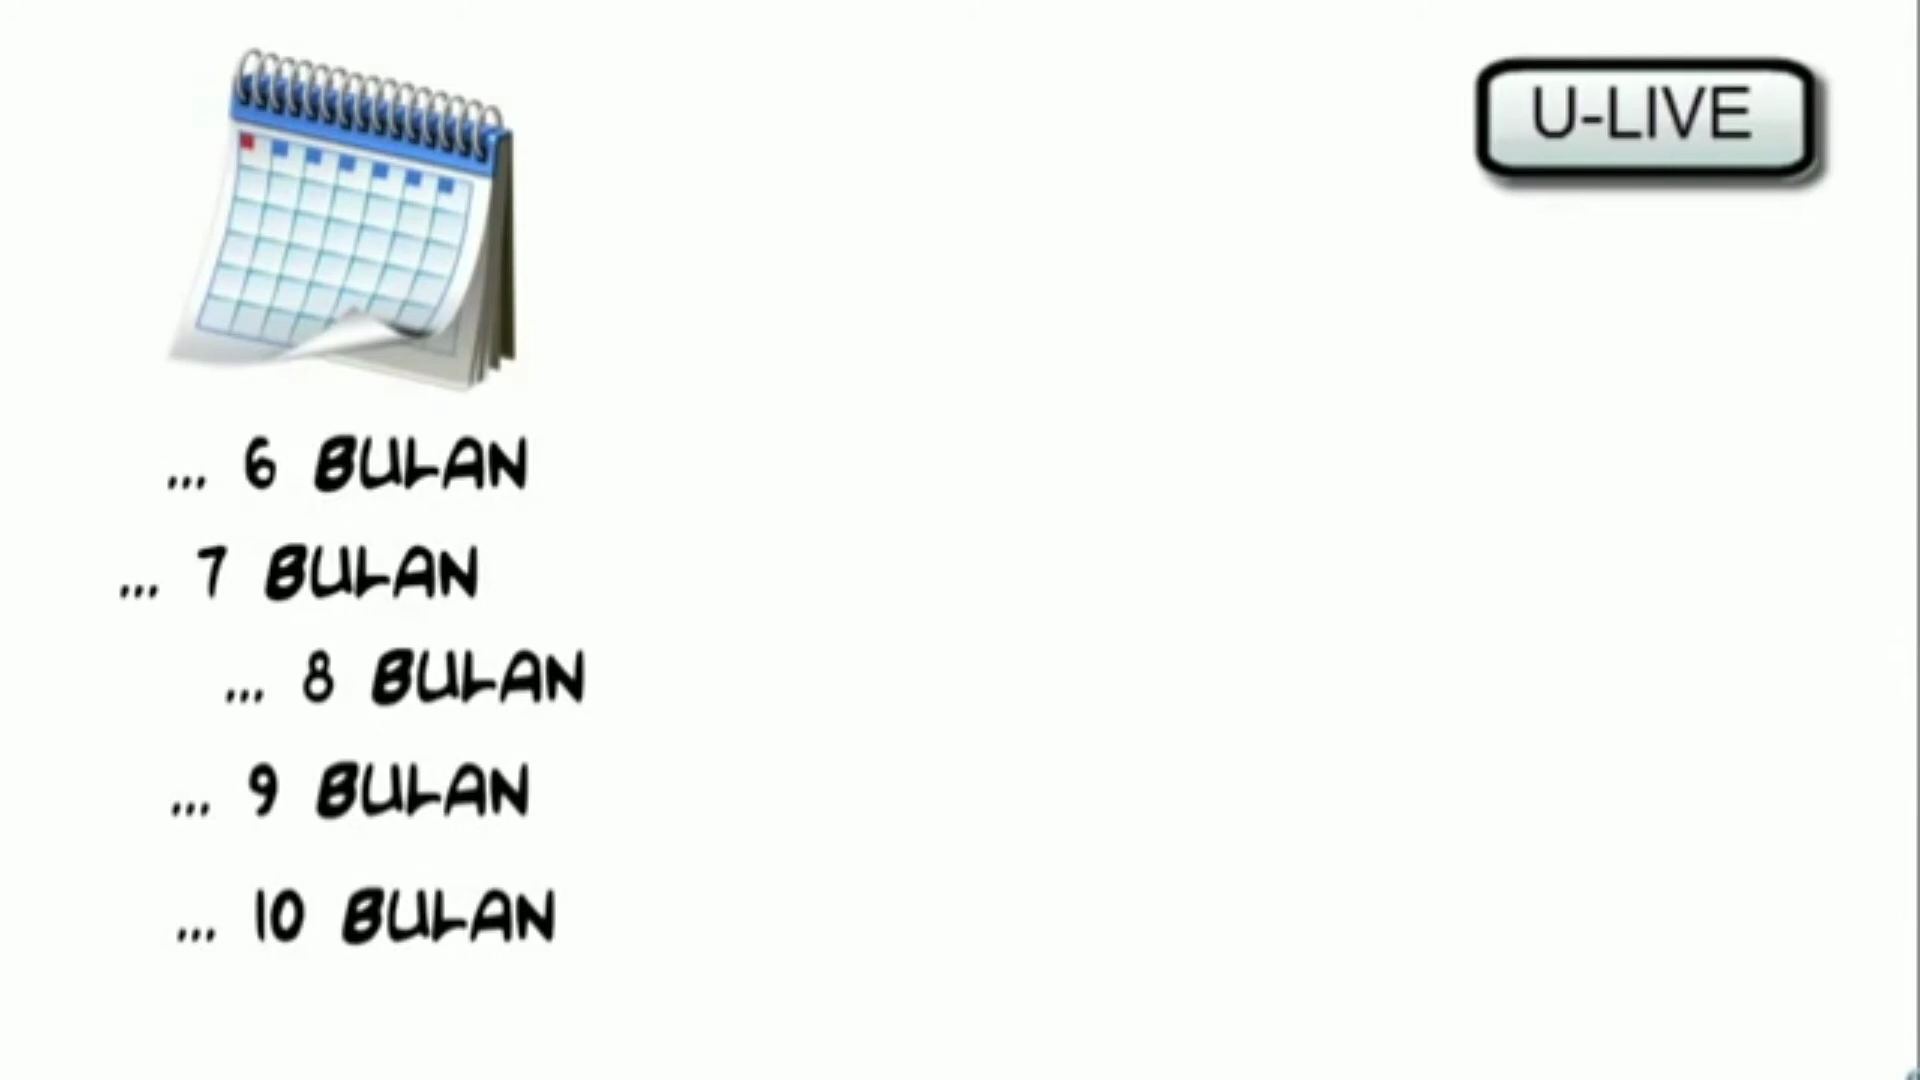 U-LIVE
... 6 BULAN
... 7 BULAN
... 8 BULAN
... 9 BULAN
... 10 BULAN